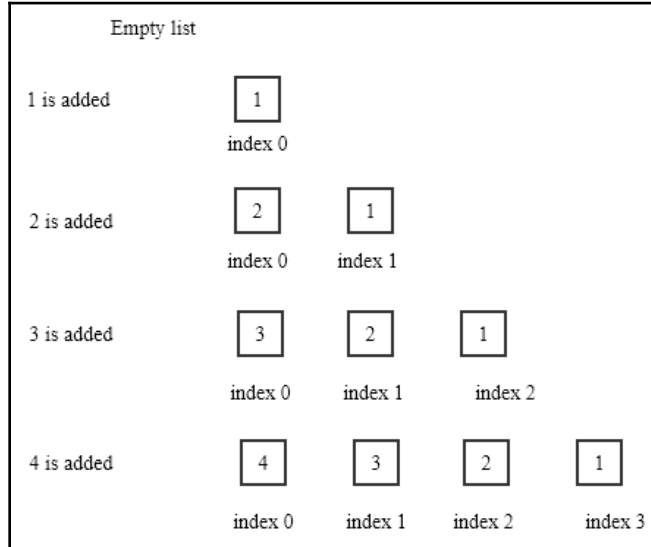 Empty list
1 is added
1
index 0
2 is added
2 1
index 0 index 1
3 is added
3 2 1
index 0 index 1 index 2
4 is added
4 3 2 1
index 0 index 1 index 2 index 3